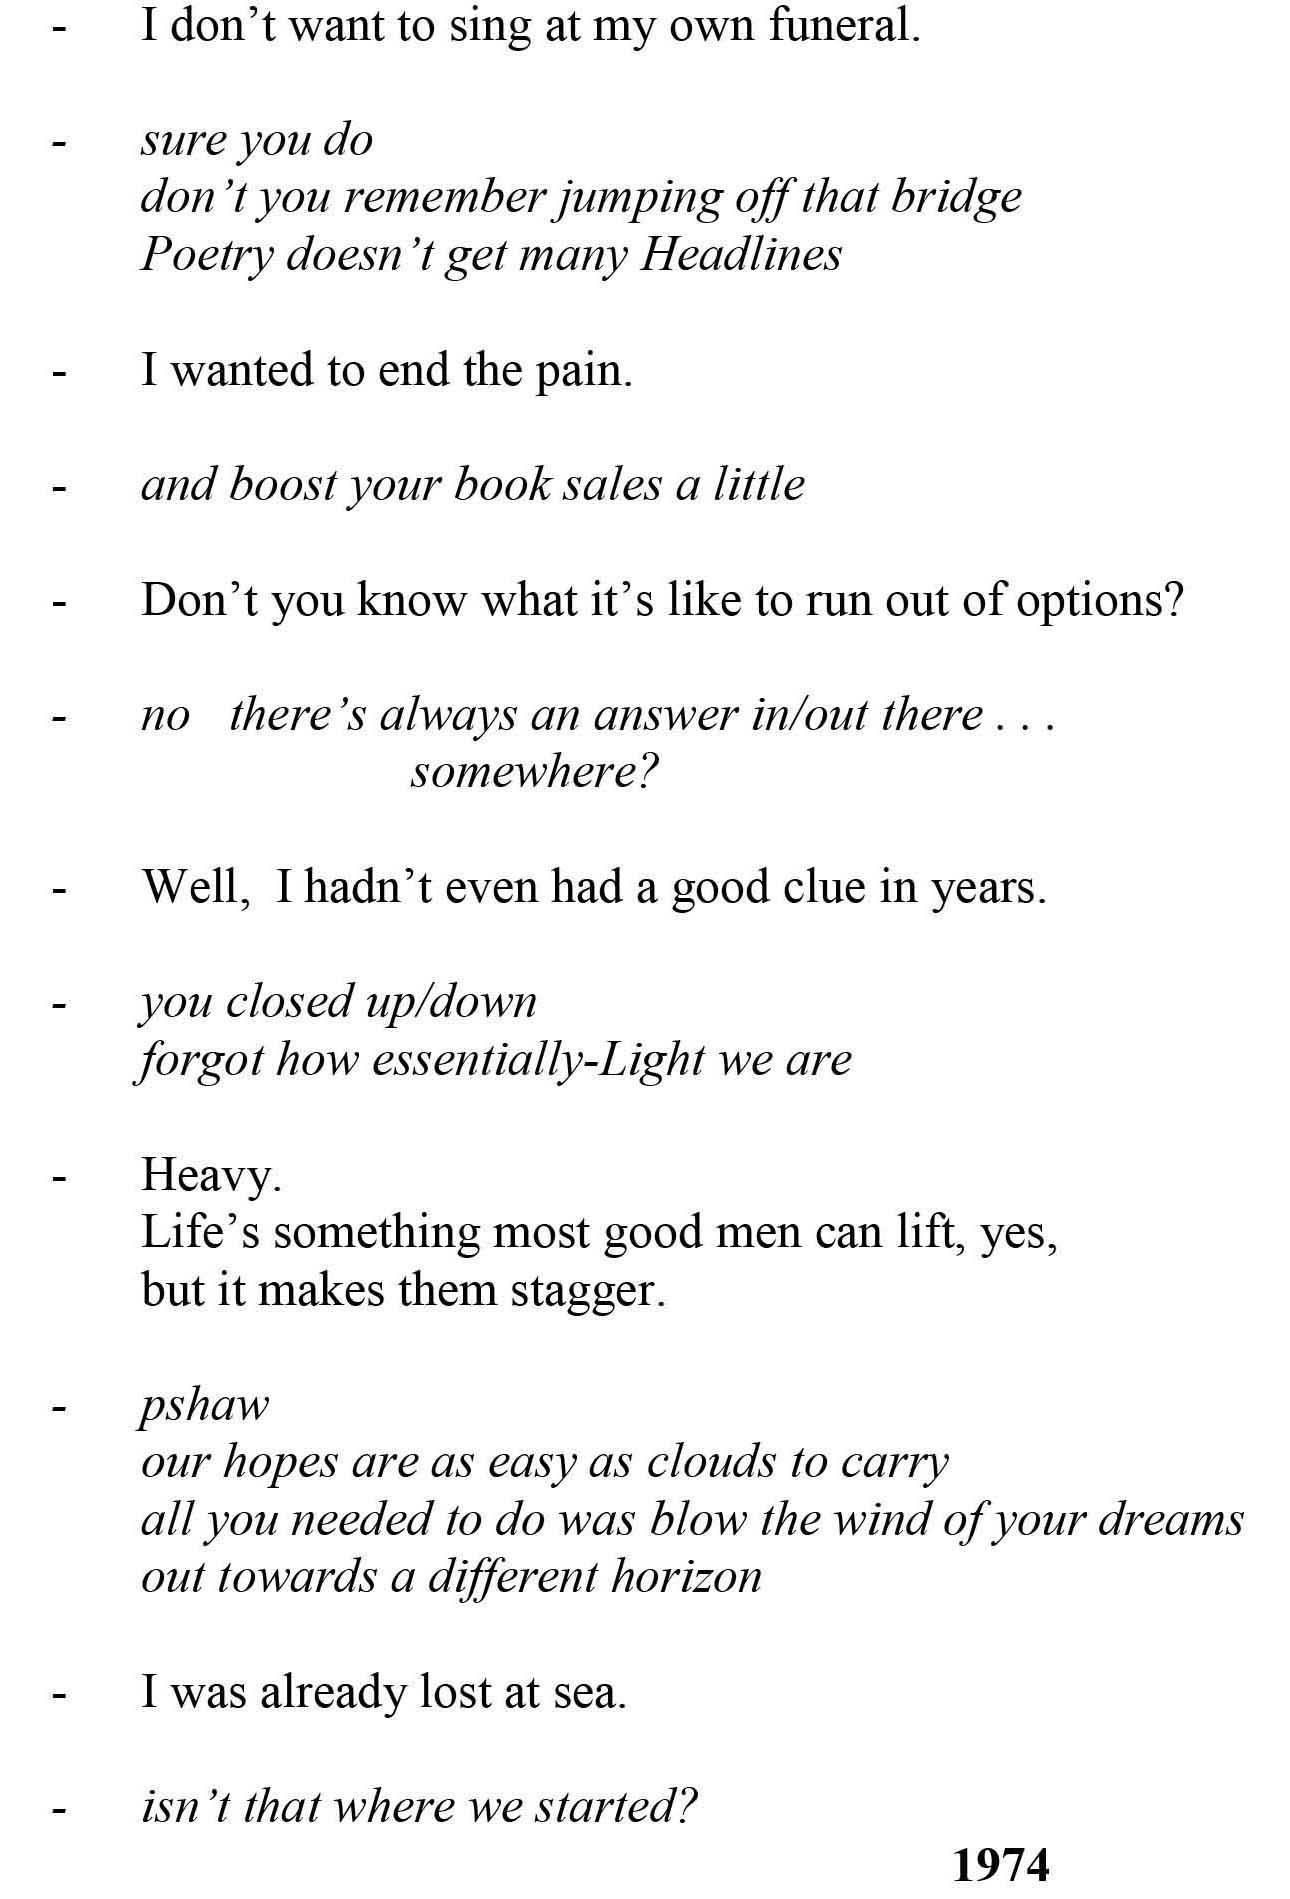 - I don’t want to sing at my own funeral.
- sure you do
don’t you remember jumping off that bridge
Poetry doesn’t get many Headlines
- I wanted to end the pain.
- and boost your book sales a little
- Don’t you know what it’s like to run out of options?
- no there’s always an answer in/out there . . .
somewhere?
- Well, I hadn’t even had a good clue in years.
- you closed up/down
forgot how essentially-Light we are
- Heavy.
Life’s something most good men can lift, yes,
but it makes them stagger.
- pshaw
our hopes are as easy as clouds to carry
all you needed to do was blow the wind of your dreams
out towards a different horizon
- I was already lost at sea.
- isn’t that where we started?
1974